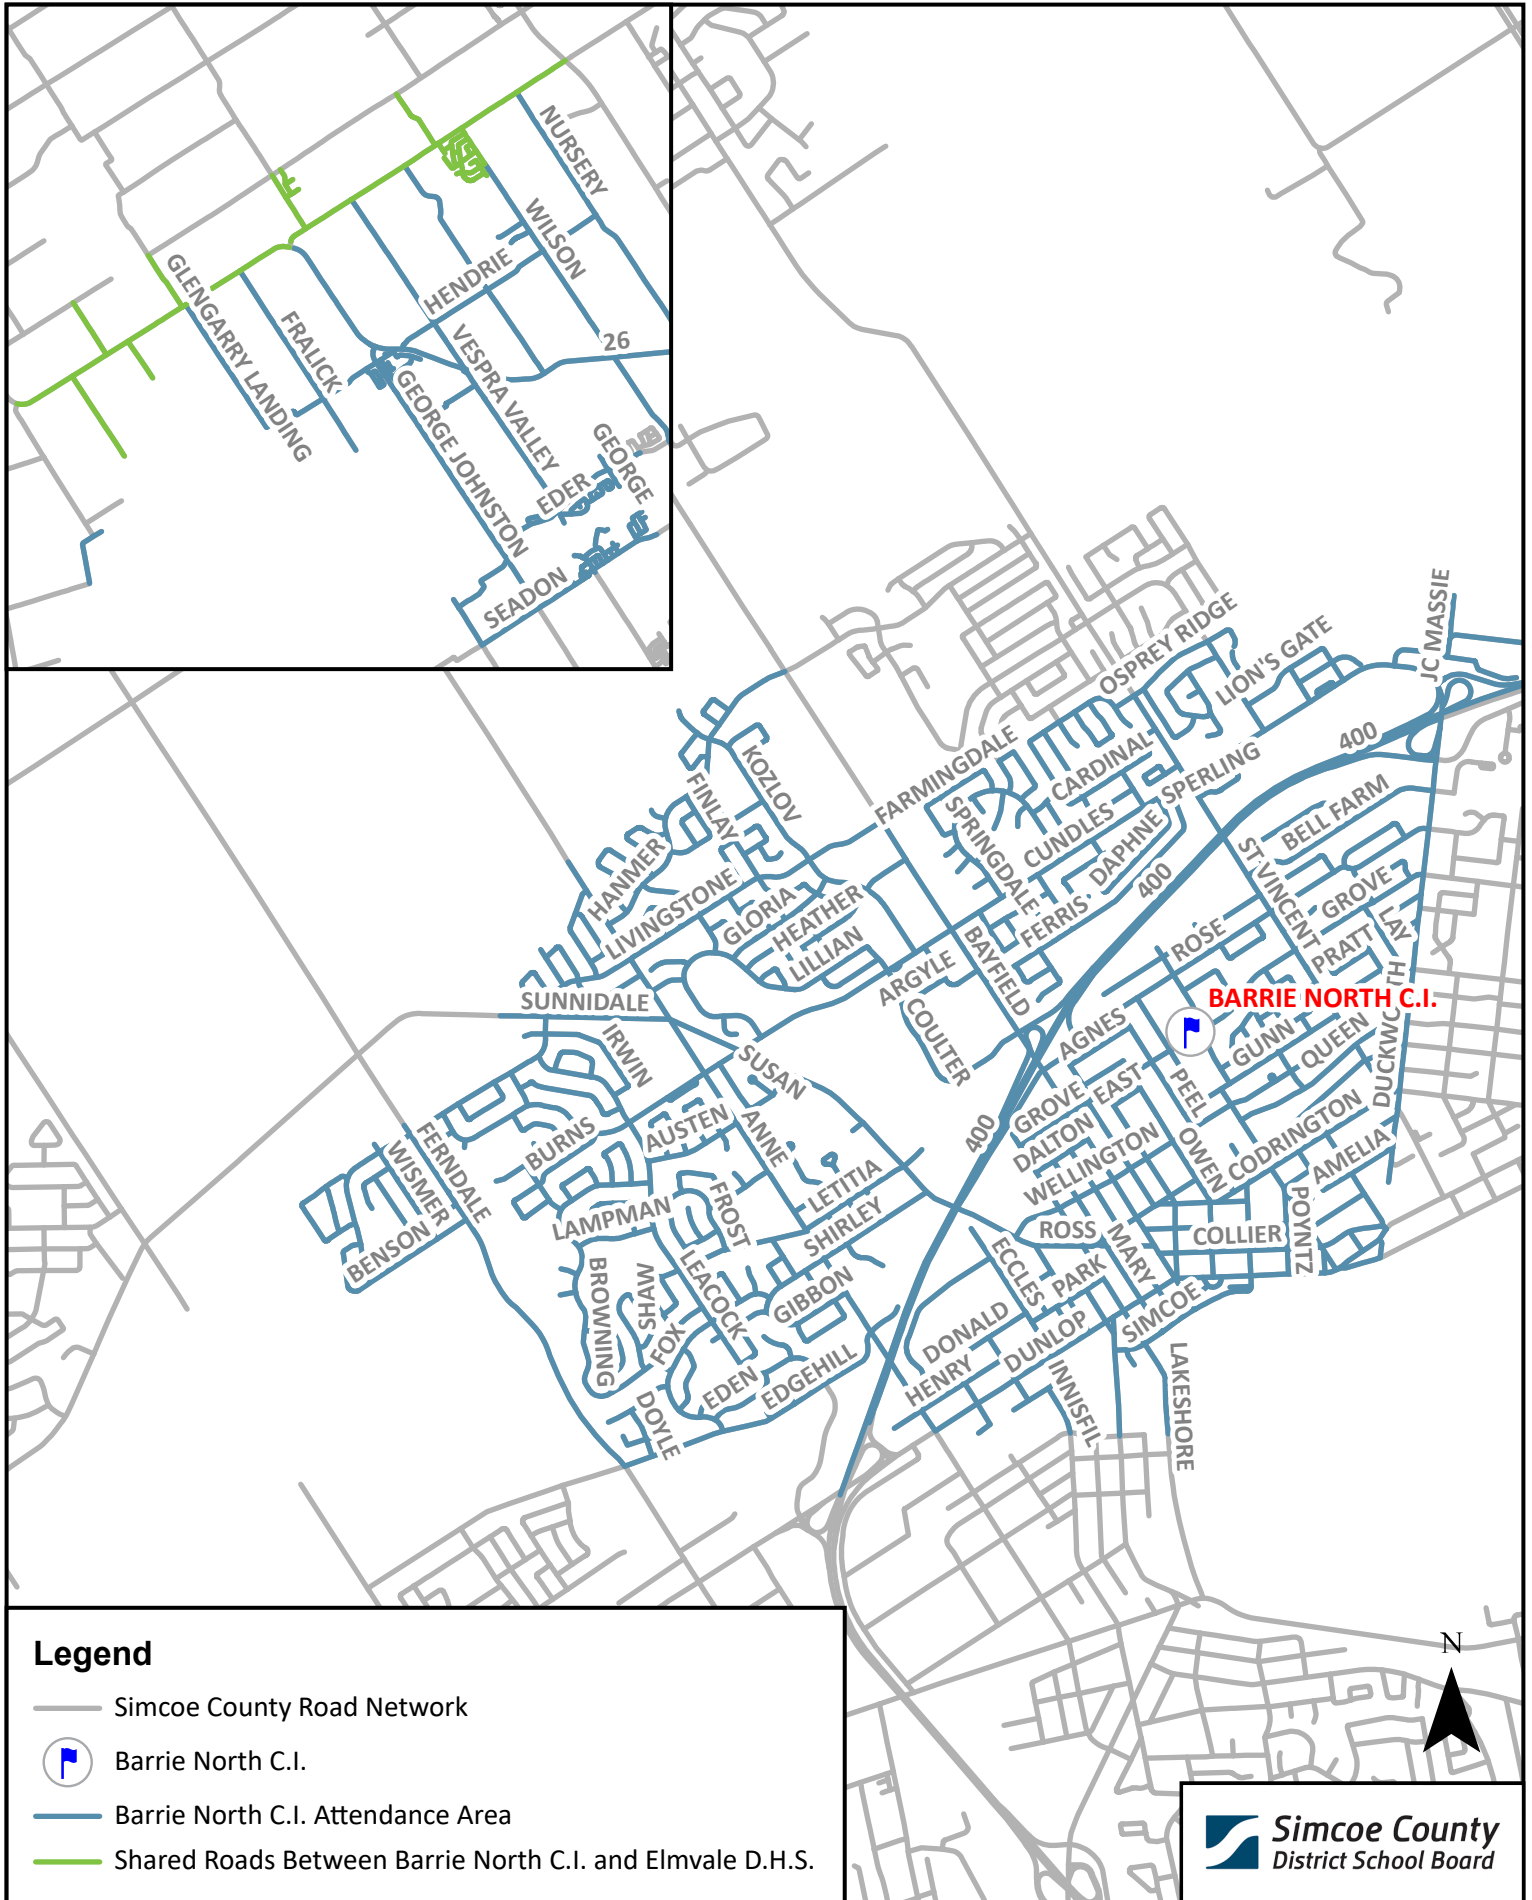 NURSERY
WILSON
HENDRIE
GLENGARRY LANDING
FRALICK
26
VESPRA VALLEY
GEORGE JOHNSTON
GEORGE
EDER
SEADON
JC MASSIE
OSPREY RIDGE
LION'S GATE
400
KOZLOV
FARMINGDALE
CARDINAL
SPERLING
FINLAY
SPRINGDALE
CUNDLES
BELL FARM
DAPHNE
HANMER
ST VINCENT
400
LIVINGSTONE
GLORIA
HEATHER
GROVE
LAY
FERRIS
LILLIAN
ROSE
PRATT
BAYFIELD
ARGYLE
SUNNIDALE
BARRIE NORTH C.I.
COULTER
IRWIN
AGNES
GUNN
QUEEN
DUCKW TH
SUSAN
PEEL
GROVE
EAST
400
AUSTEN
ANNE
BURNS
DALTON
CODRINGTON
FERNDALE
WISMER
WELLINGTON
OWEN
AMELIA
LETITIA
FROST
LAMPMAN
SHIRLEY
POYNTZ
ROSS
MARY
COLLIER
BENSON
ECCLES
BROWNING
SHAW
LEACOCK
GIBBON
PARK
SIMCOE
DONALD
DUNLOP
FOX
EDEN
EDGEHILL
HENRY
INNISFIL
LAKESHORE
DOYLE
Legend
Simcoe County Road Network
Barrie North C.I.
Barrie North C.I. Attendance Area
Shared Roads Between Barrie North C.I. and Elmvale D.H.S.
N
Simcoe County
District School Board